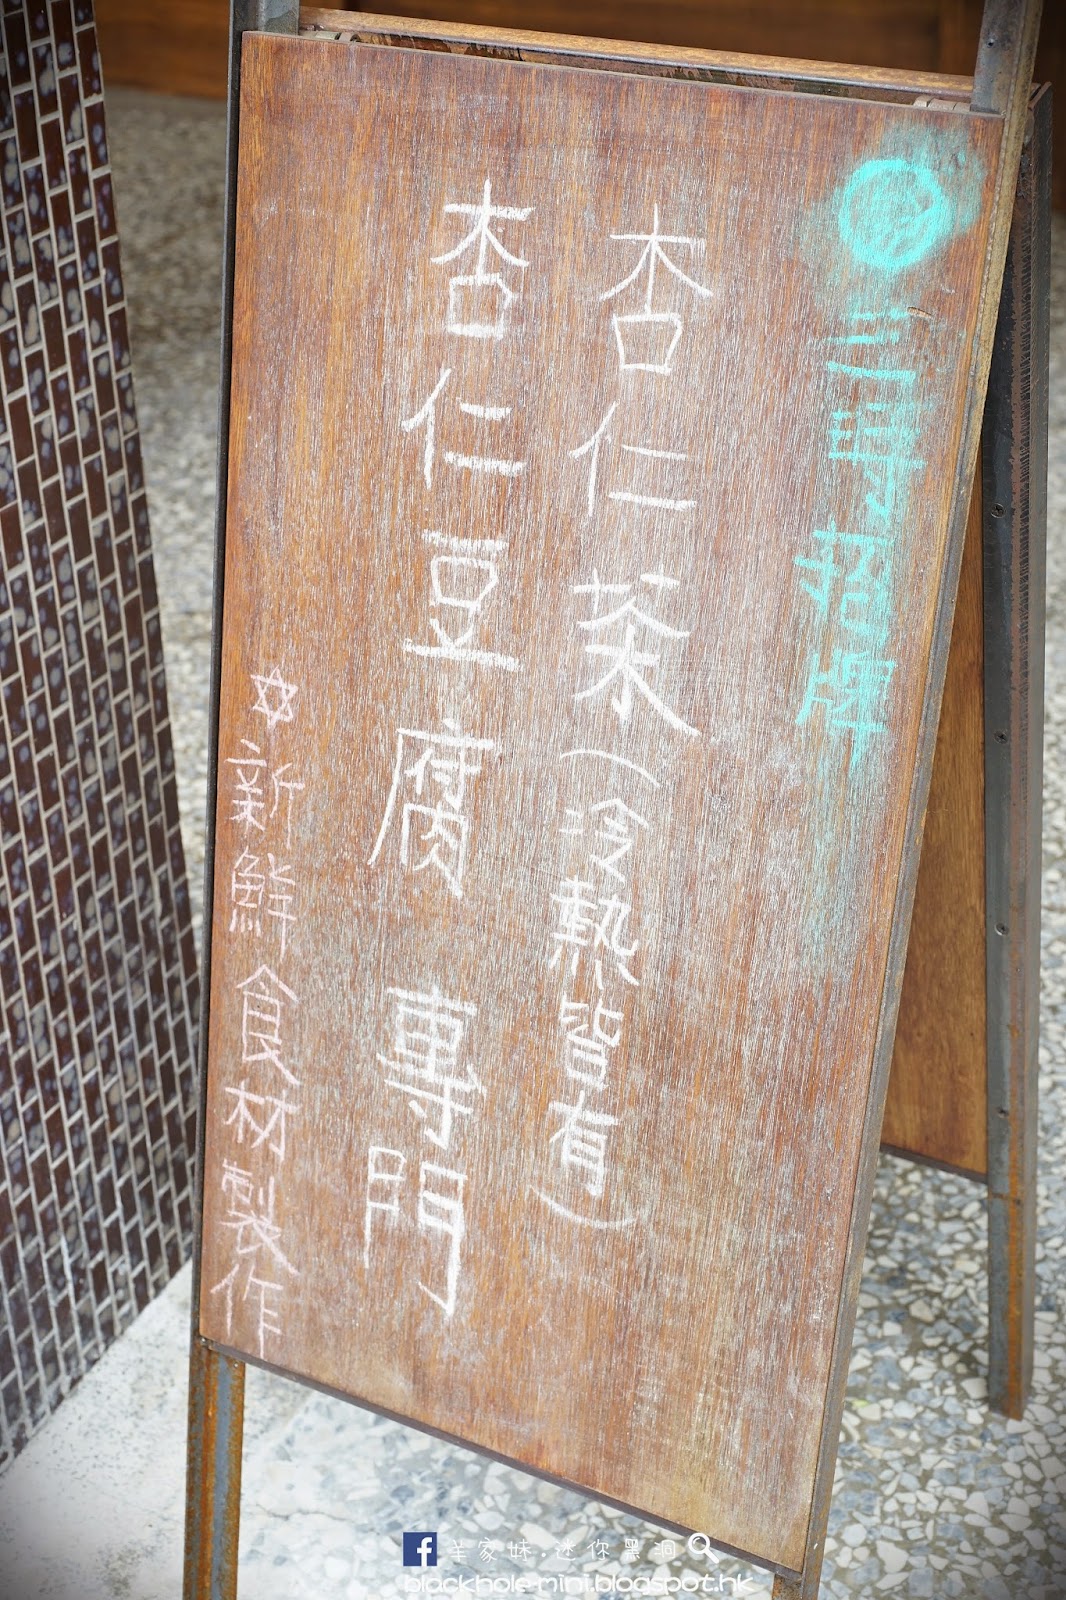 三時招牌
杏仁茶(冷熱皆有)
杏仁豆腐 專門
新鮮食材製作
羊家妹.迷你黑洞
blackhole-mini.blogspot.hk